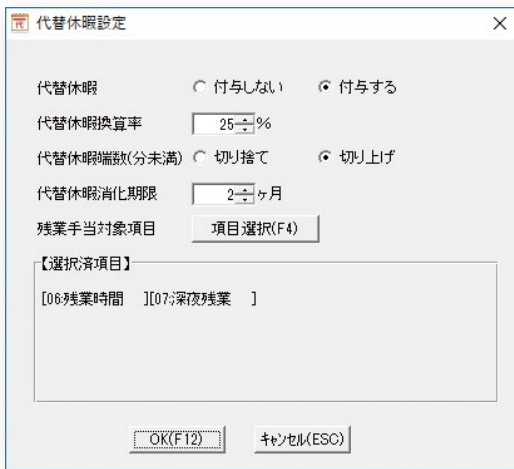 代替休暇設定
代替休暇 付与しない 付与する
代替休暇換算率 25 %
代替休暇端数(分未満) 切り捨て 切り上げ
代替休暇消化期限 2 ヶ月
残業手当対象項目 項目選択(F4)
【選択済項目】
[06:残業時間 ][07:深夜残業 ]
OK(F12) キャンセル(ESC)